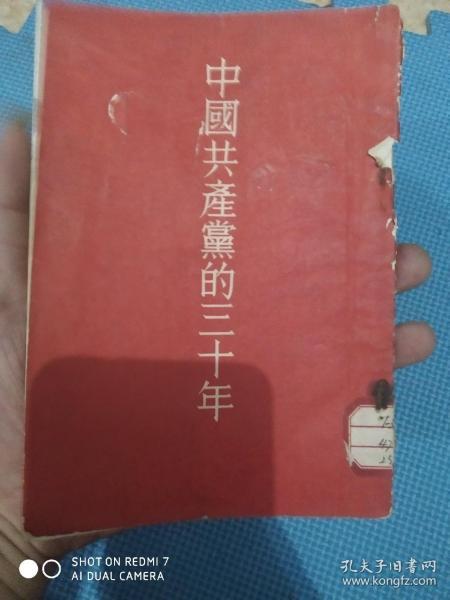 中國共產黨的三十年
SHOT ON REDMI 7
AI DUAL CAMERA
孔夫子旧书网
www.kongfz.com